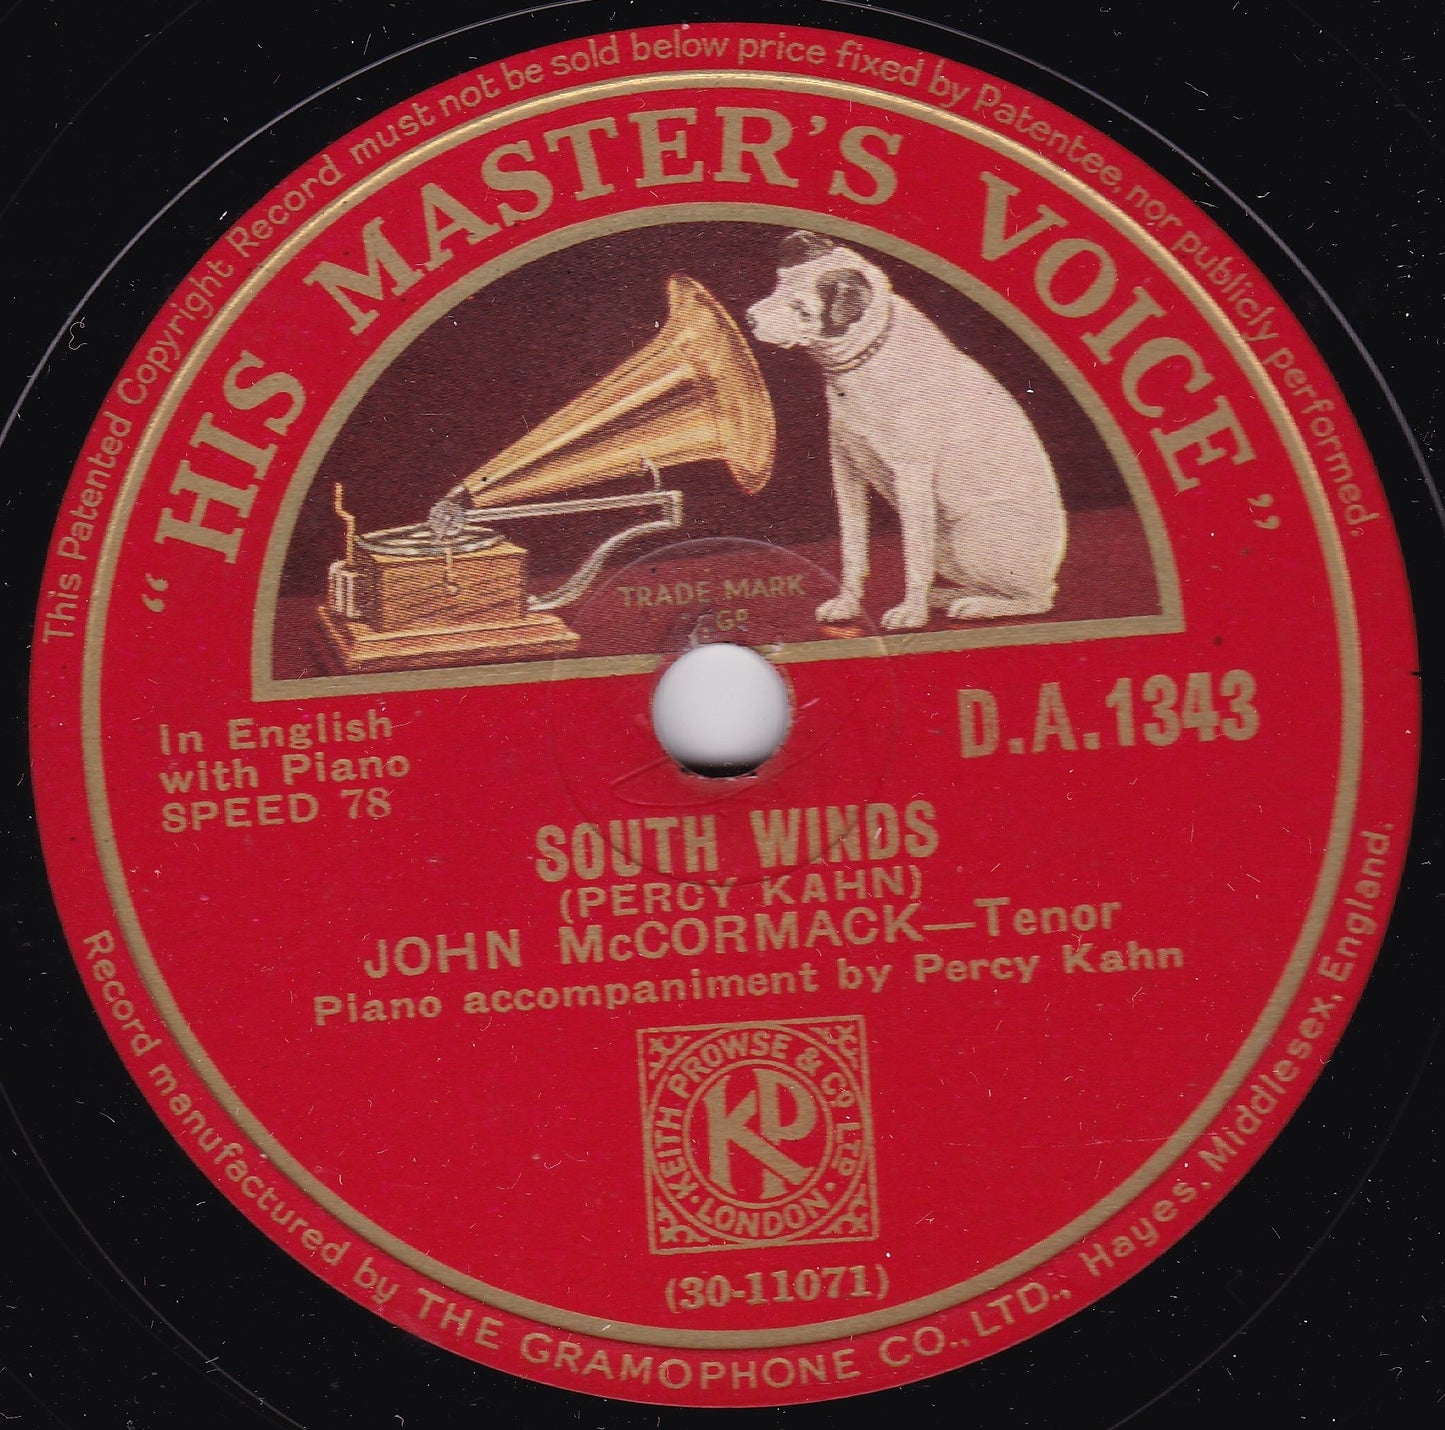 This Patented Copyright Record must not be sold below price fixed by Patentee, nor publicly performed.
"HIS MASTER'S VOICE"
TRADE MARK
Gº
D.A.1343
In English
with Piano
SPEED 78
SOUTH WINDS
(PERCY KAHN)
JOHN McCORMACK—Tenor
Piano accompaniment by Percy Kahn
KEITH PROWSE & Cº LTD.
KP
·LONDON·
(30-11071)
Record manufactured by THE GRAMOPHONE CO., LTD., Hayes, Middlesex, England.